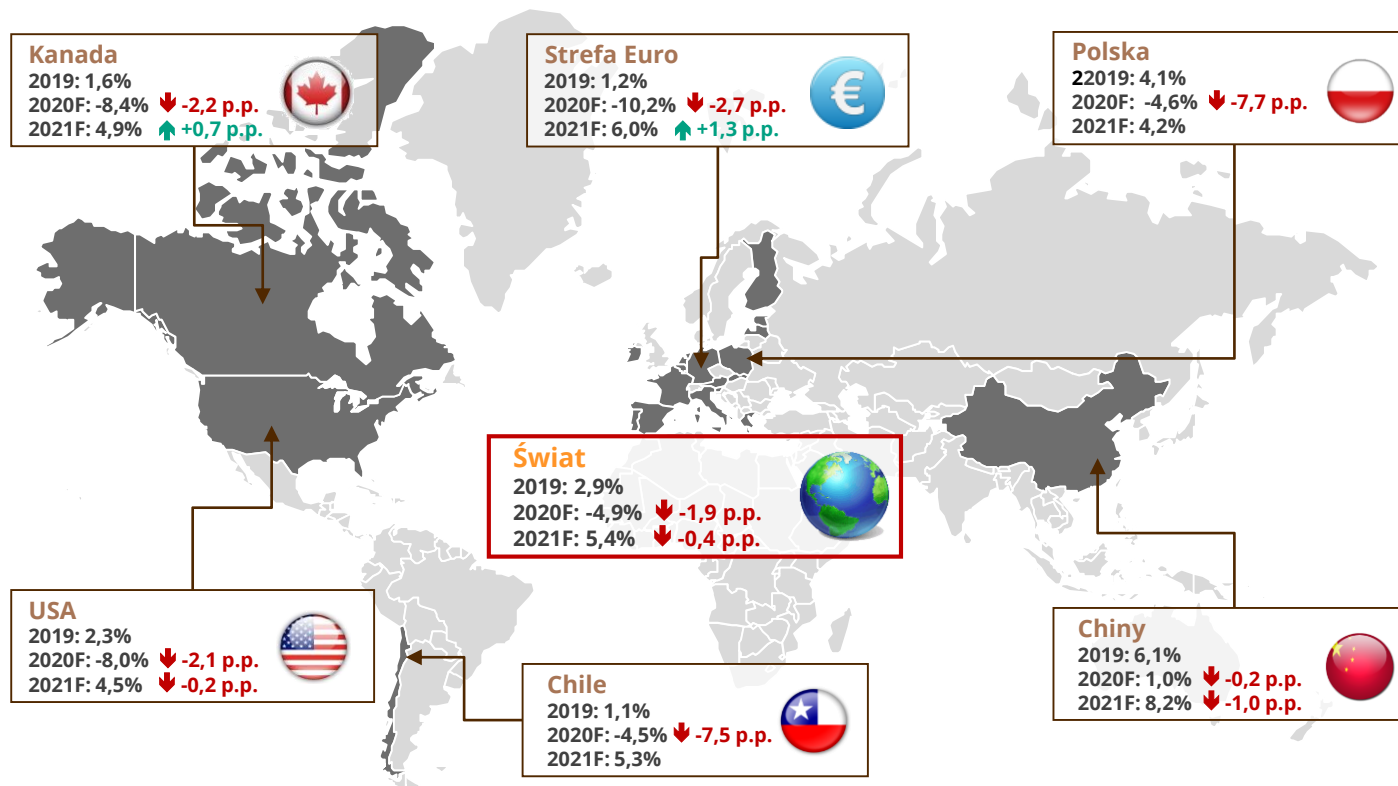 Kanada
2019: 1,6%
2020F: -8,4% -2,2 p.p.
2021F: 4,9% +0,7 p.p.
Strefa Euro
2019: 1,2%
2020F: -10,2% -2,7 p.p.
2021F: 6,0% +1,3 p.p.
€
Polska
22019: 4,1%
2020F: -4,6% -7,7 p.p.
2021F: 4,2%
Świat
2019: 2,9%
2020F: -4,9% -1,9 p.p.
2021F: 5,4% -0,4 p.p.
USA
2019: 2,3%
2020F: -8,0% -2,1 p.p.
2021F: 4,5% -0,2 p.p.
Chile
2019: 1,1%
2020F: -4,5% -7,5 p.p.
2021F: 5,3%
Chiny
2019: 6,1%
2020F: 1,0% -0,2 p.p.
2021F: 8,2% -1,0 p.p.